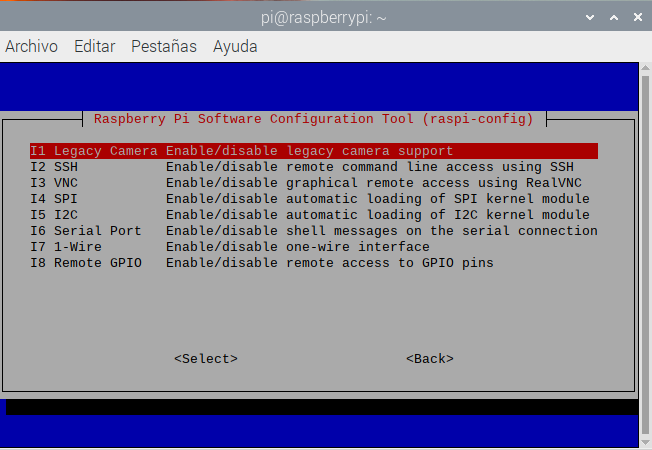 pi@raspberrypi: ~
Archivo Editar Pestañas Ayuda
Raspberry Pi Software Configuration Tool (raspi-config)
I1 Legacy Camera Enable/disable legacy camera support
I2 SSH Enable/disable remote command line access using SSH
I3 VNC Enable/disable graphical remote access using RealVNC
I4 SPI Enable/disable automatic loading of SPI kernel module
I5 I2C Enable/disable automatic loading of I2C kernel module
I6 Serial Port Enable/disable shell messages on the serial connection
I7 1-Wire Enable/disable one-wire interface
I8 Remote GPIO Enable/disable remote access to GPIO pins
<Select> <Back>